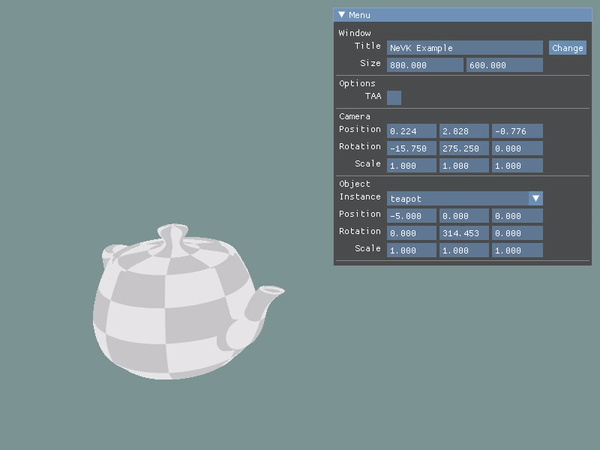 Menu
Window
Title NeVK Example Change
Size 800.000 600.000
Options
TAA
Camera
Position 0.224 2.828 -0.776
Rotation -15.750 275.250 0.000
Scale 1.000 1.000 1.000
Object
Instance teapot
Position -5.000 0.000 0.000
Rotation 0.000 314.453 0.000
Scale 1.000 1.000 1.000